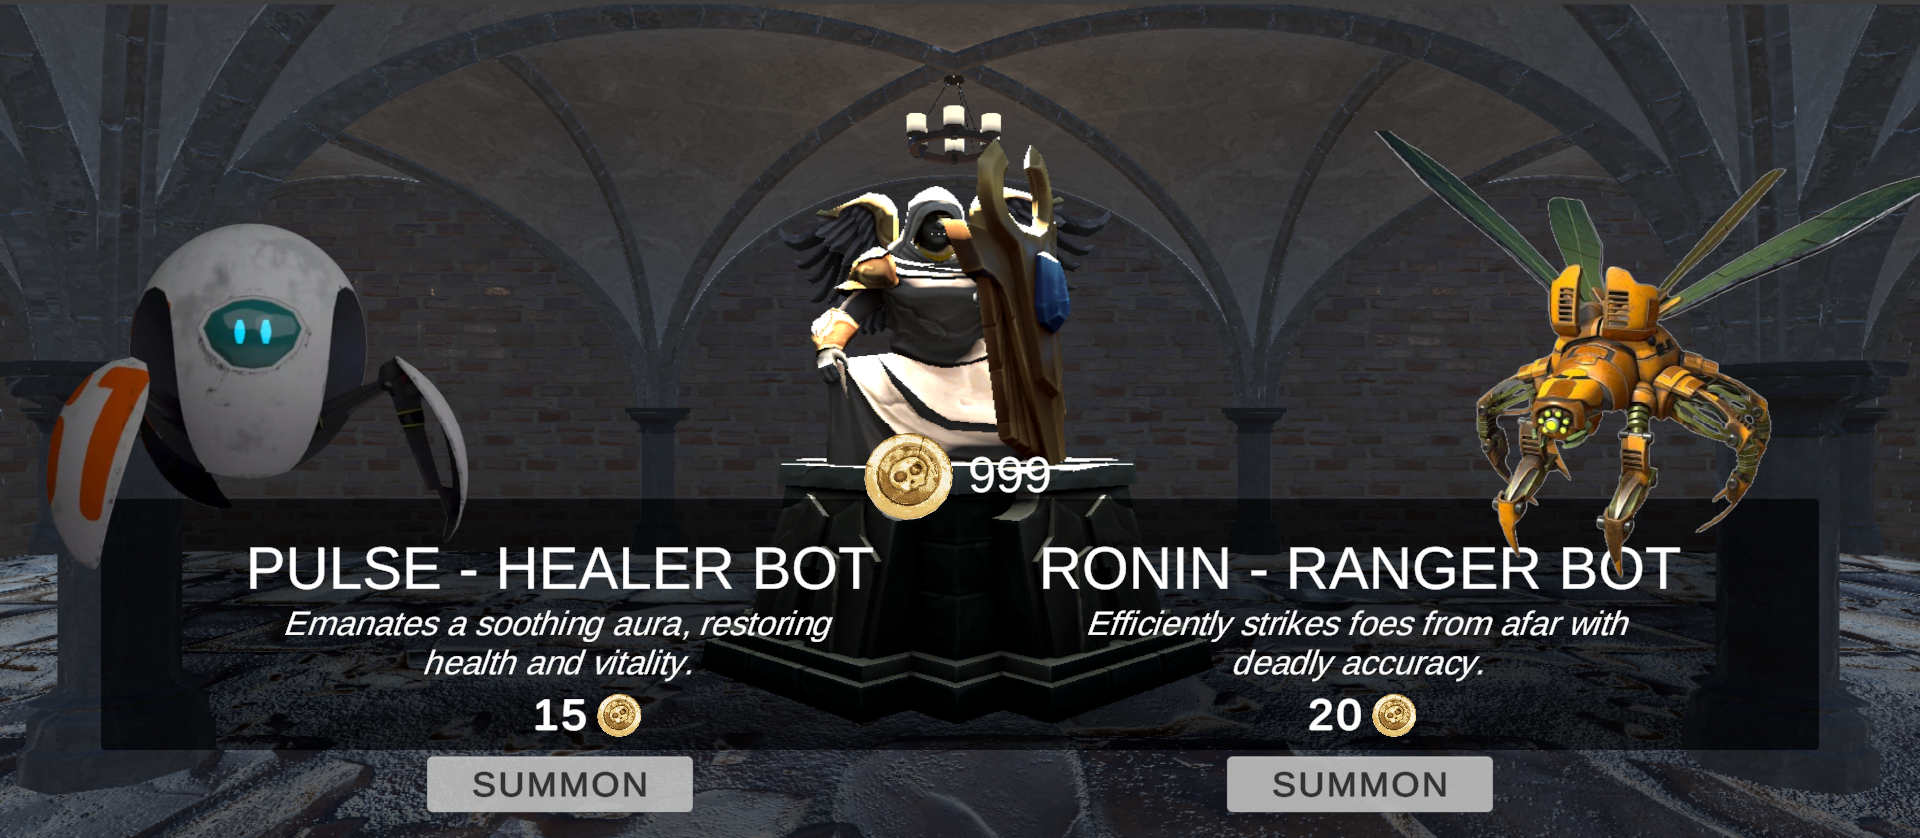 999
PULSE - HEALER BOT
Emanates a soothing aura, restoring
health and vitality.
15
SUMMON
RONIN - RANGER BOT
Efficiently strikes foes from afar with
deadly accuracy.
20
SUMMON
1